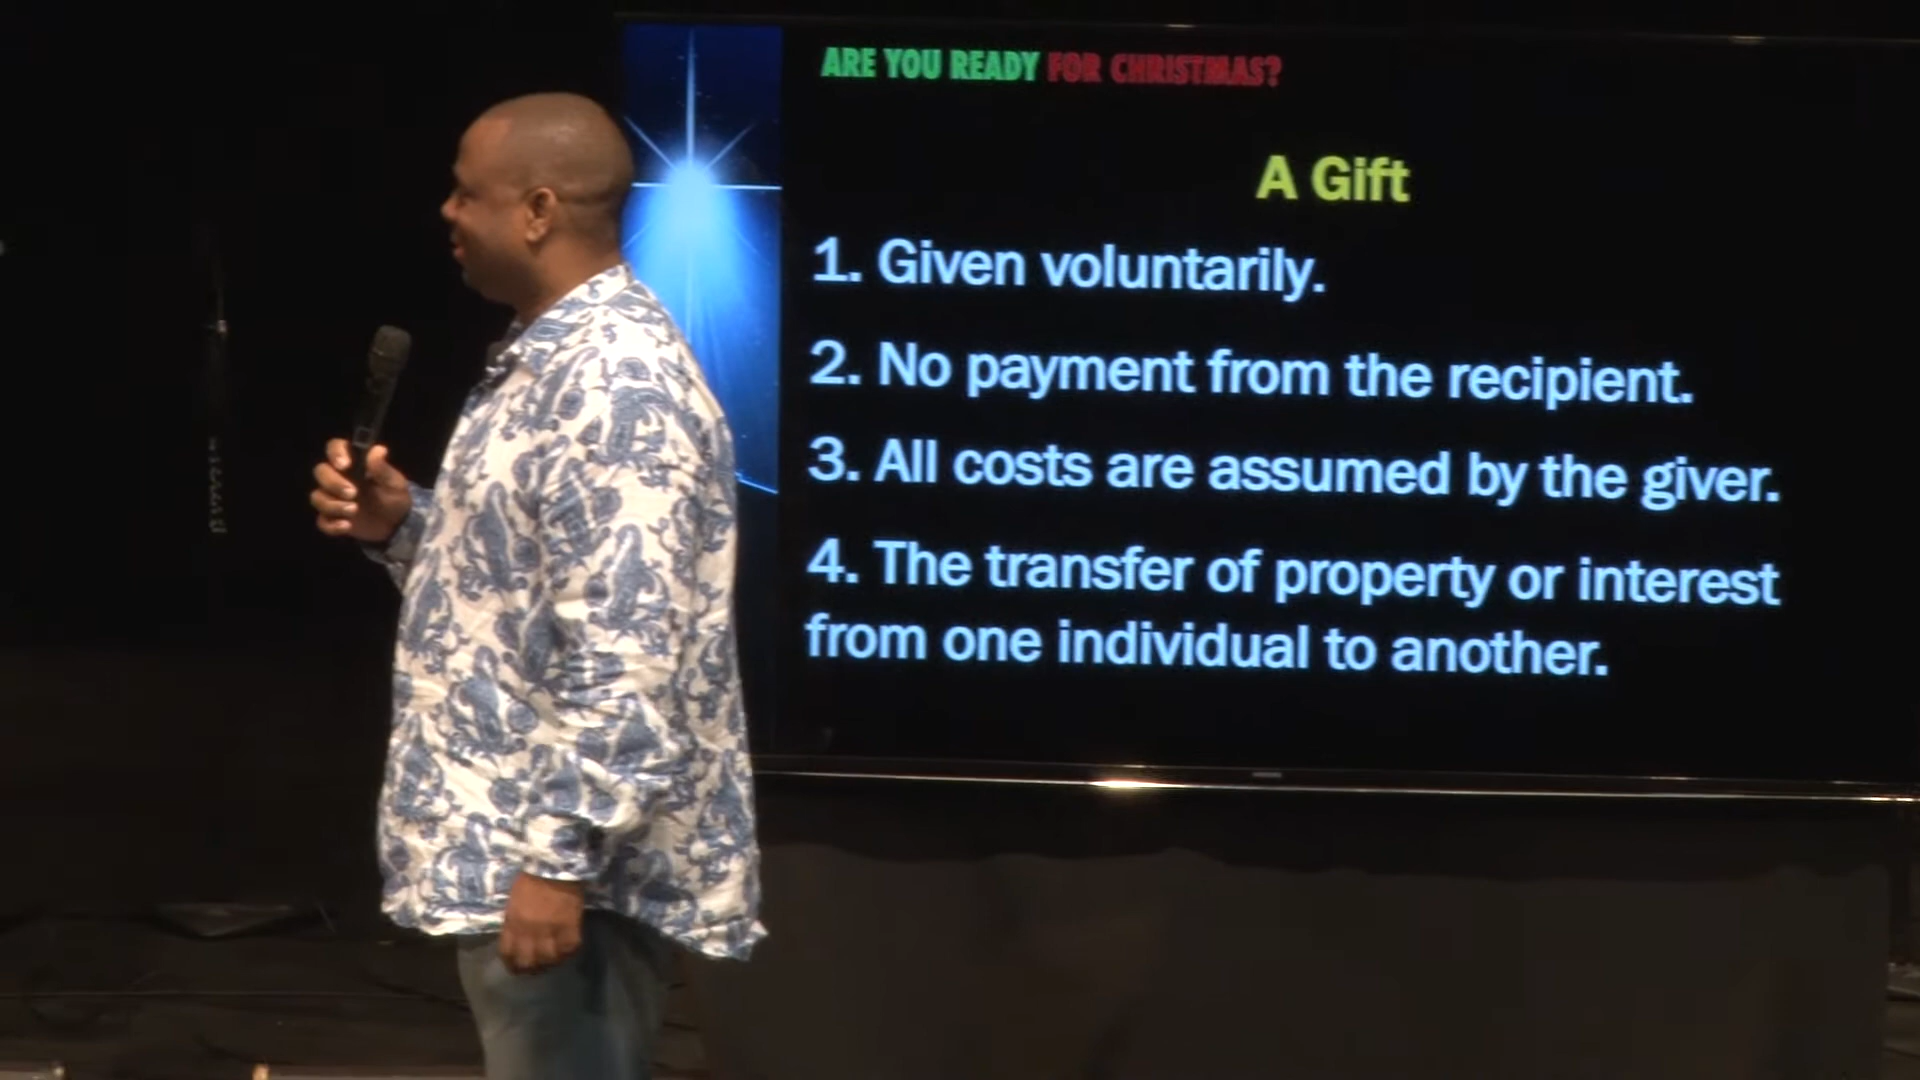 ARE YOU READY FOR CHRISTMAS?
A Gift
1. Given voluntarily.
2. No payment from the recipient.
3. All costs are assumed by the giver.
4. The transfer of property or interest
from one individual to another.